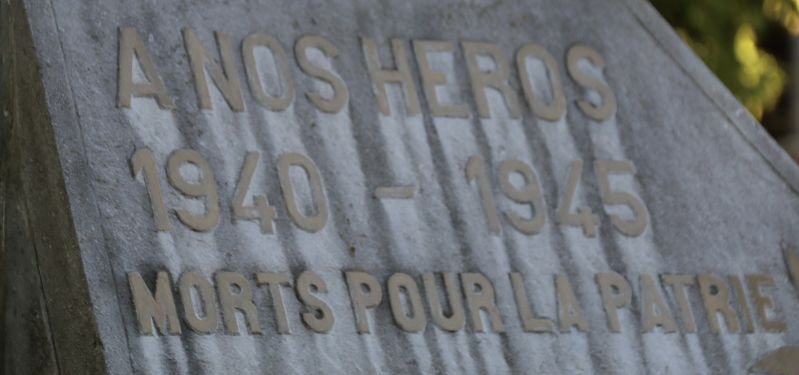 A NOS HEROS
1940 - 1945
MORTS POUR LA PATRIE